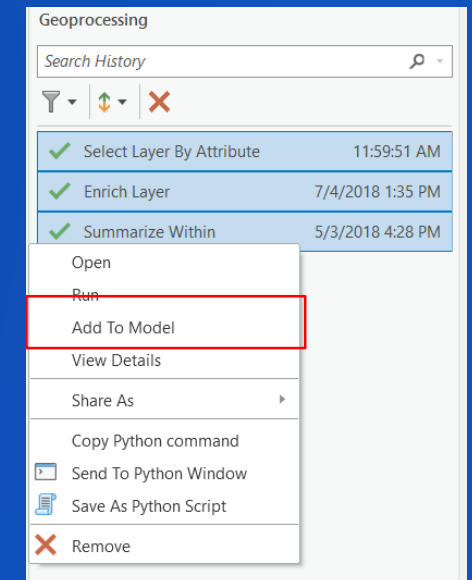 Geoprocessing
Search History
Select Layer By Attribute 11:59:51 AM
Enrich Layer 7/4/2018 1:35 PM
Summarize Within 5/3/2018 4:28 PM
Open
Run
Add To Model
View Details
Share As
Copy Python command
Send To Python Window
Save As Python Script
Remove